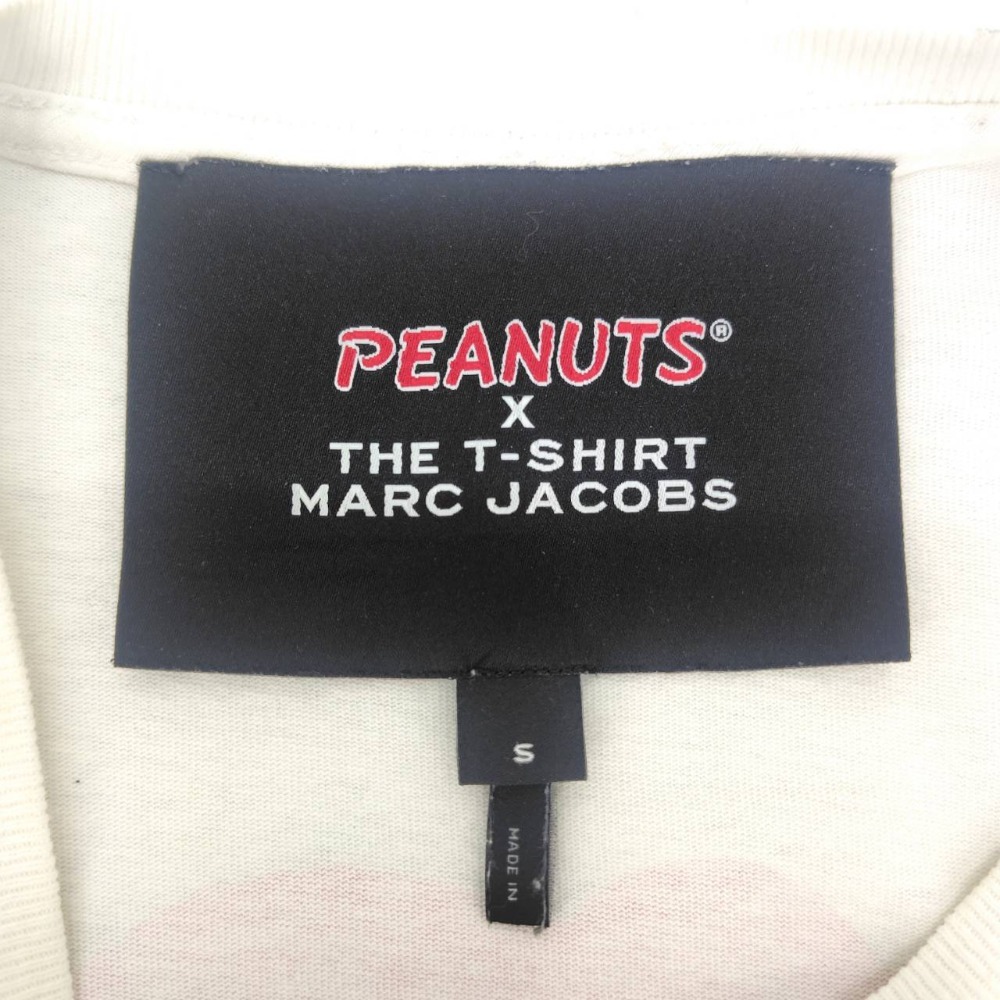 PEANUTS®
X
THE T-SHIRT
MARC JACOBS
S
MADE IN